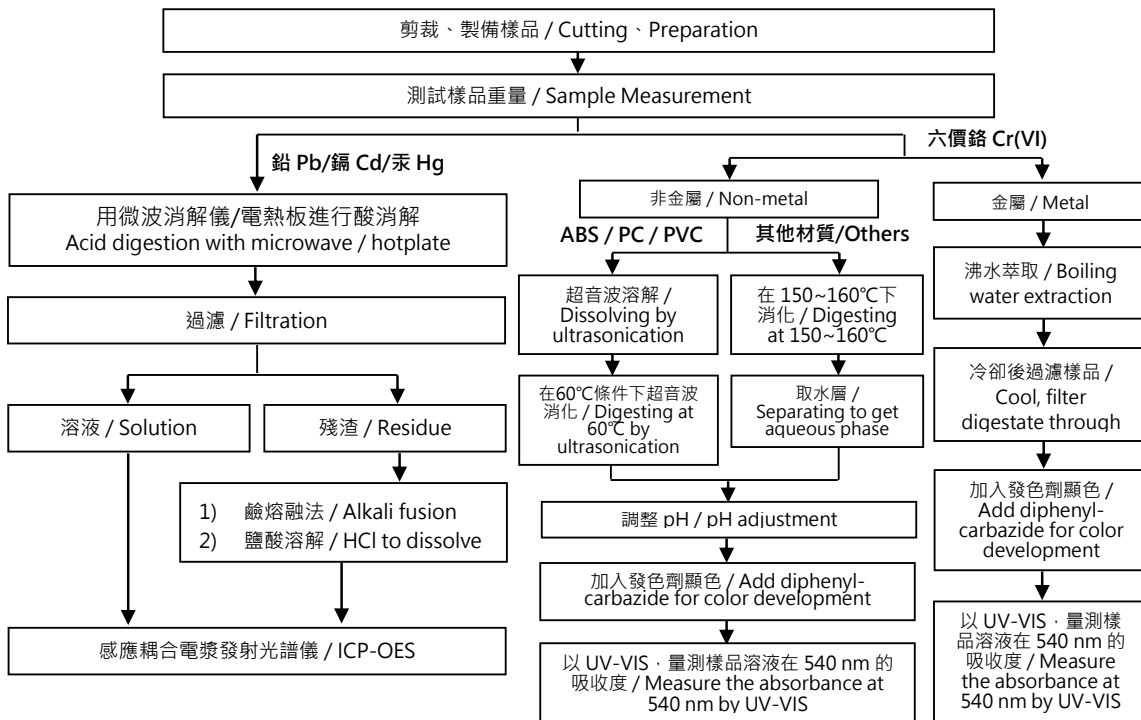 剪裁、製備樣品 / Cutting、Preparation
測試樣品重量 / Sample Measurement
鉛 Pb/鎘 Cd/汞 Hg
六價鉻 Cr(VI)
用微波消解儀/電熱板進行酸消解
Acid digestion with microwave / hotplate
過濾 / Filtration
溶液 / Solution
殘渣 / Residue
1) 鹼熔融法 / Alkali fusion
2) 鹽酸溶解 / HCl to dissolve
感應耦合電漿發射光譜儀 / ICP-OES
非金屬 / Non-metal
ABS / PC / PVC
其他材質/Others
超音波溶解 /
Dissolving by
ultrasonication
在60℃條件下超音波
消化 / Digesting at
60℃ by
ultrasonication
在 150~160℃下
消化 / Digesting
at 150~160℃
取水層 /
Separating to get
aqueous phase
調整 pH / pH adjustment
加入發色劑顯色 / Add diphenyl-
carbazide for color development
以 UV-VIS，量測樣品溶液在 540 nm 的
吸收度 / Measure the absorbance at
540 nm by UV-VIS
金屬 / Metal
沸水萃取 / Boiling
water extraction
冷卻後過濾樣品 /
Cool, filter
digestate through
加入發色劑顯色 /
Add diphenyl-
carbazide for color
development
以 UV-VIS，量測樣
品溶液在 540 nm 的
吸收度 / Measure
the absorbance at
540 nm by UV-VIS